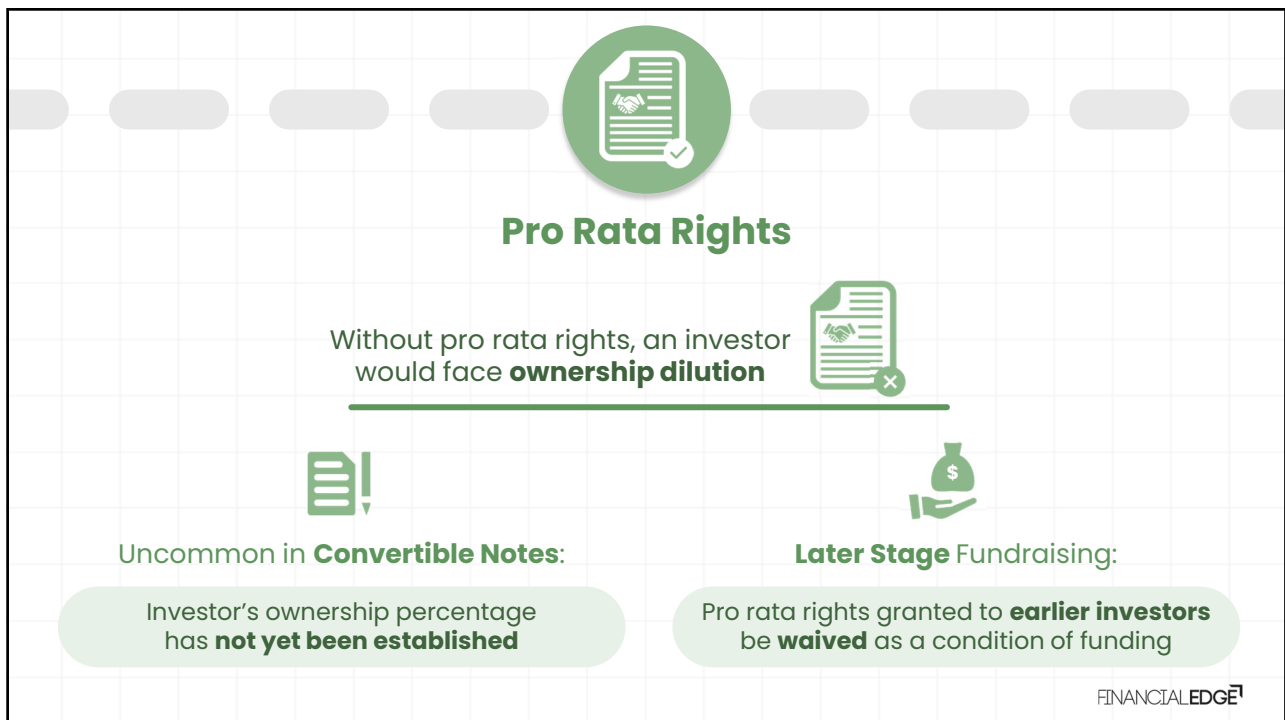 Pro Rata Rights
Without pro rata rights, an investor
would face ownership dilution
$
Uncommon in Convertible Notes:
Investor's ownership percentage
has not yet been established
Later Stage Fundraising:
Pro rata rights granted to earlier investors
be waived as a condition of funding
FINANCIALEDGE